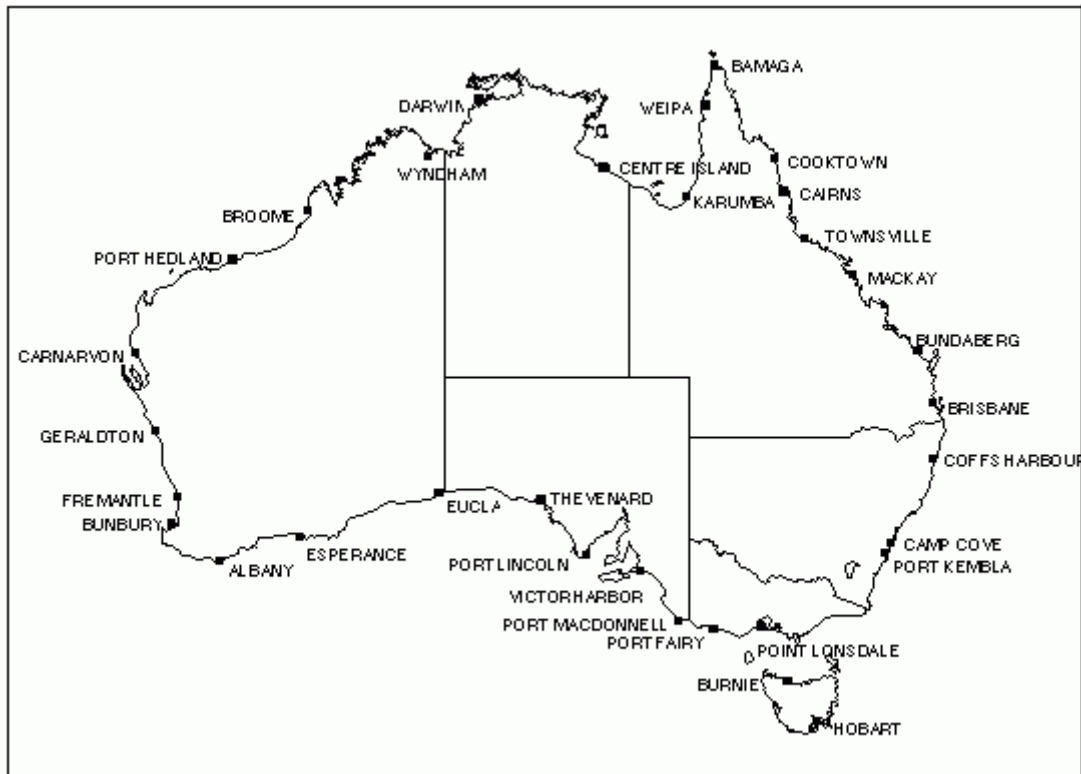 BAMAGA
DARWIN
WEIPA
COOKTOWN
WYNDHAM
CENTRE ISLAND
CAIRNS
KARUMBA
BROOME
TOWNSVILLE
PORT HEDLAND
MACKAY
BUNDABERG
CARNARVON
BRISBANE
GERALDTON
COFFS HARBOUR
FREMANTLE
EUCLA
THEVENARD
BUNBURY
CAMP COVE
ESPERANCE
PORT LINCOLN
PORT KEMBLA
ALBANY
VICTOR HARBOR
PORT MACDONNELL
PORT FAIRY
POINT LONSDALE
BURNIE
HOBART